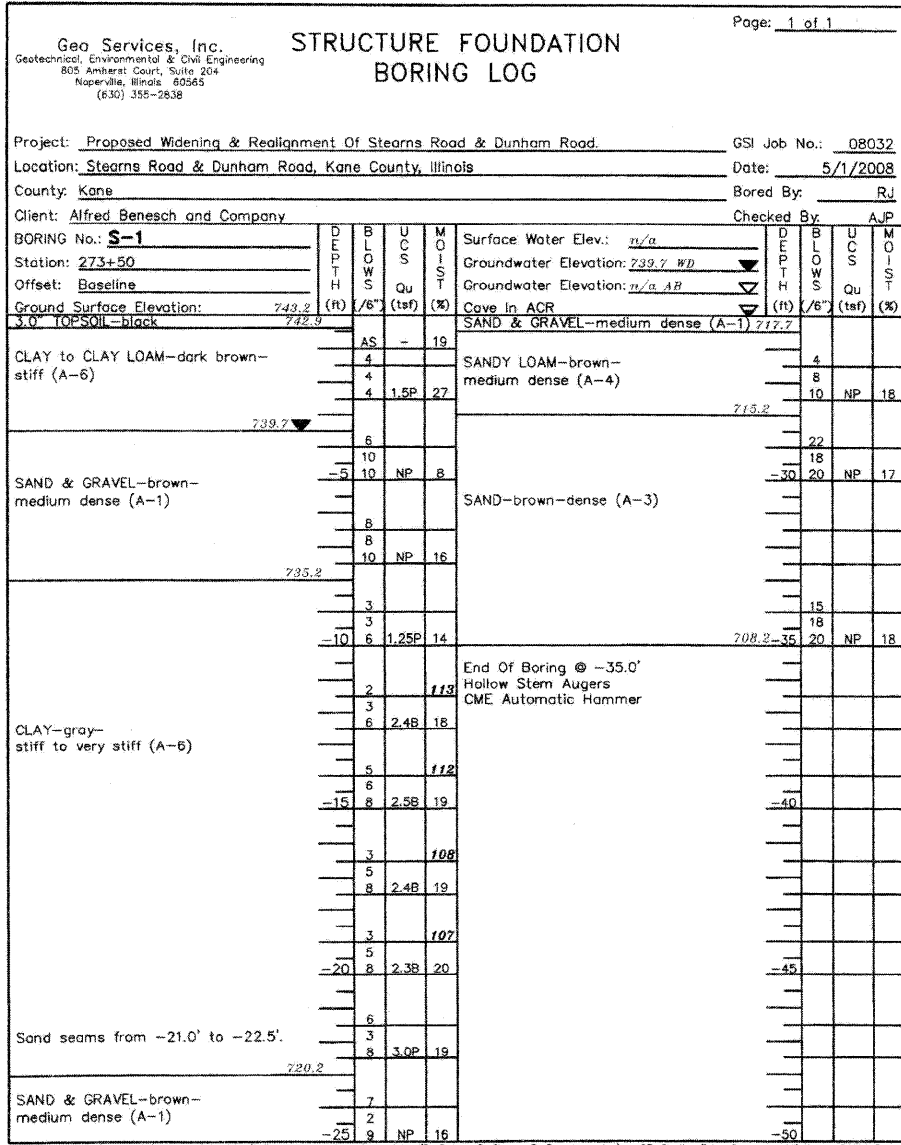 Page: 1 of 1
Geo Services, Inc.
Geotechnical, Environmental & Civil Engineering
805 Amherst Court, Suite 204
Naperville, Illinois 60565
(630) 355-2838
STRUCTURE FOUNDATION
BORING LOG
Project: Proposed Widening & Realignment Of Stearns Road & Dunham Road. GSI Job No.: 08032
Location: Stearns Road & Dunham Road, Kane County, Illinois Date: 5/1/2008
County: Kane Bored By: RJ
Client: Alfred Benesch and Company Checked By: AJP
BORING No.: S-1
Station: 273+50
Offset: Baseline
Ground Surface Elevation: 743.2
DEPTH (ft) BLOWS (/6") UCS Qu (tsf) MOIST (%)
3.0" TOPSOIL-black 742.9
AS - 19
CLAY to CLAY LOAM-dark brown-
stiff (A-6)
4
4
4 1.5P 27
739.7
6
10
-5 10 NP 8
SAND & GRAVEL-brown-
medium dense (A-1)
8
8
10 NP 16
735.2
3
3
-10 6 1.25P 14
2 113
3
6 2.4B 18
CLAY-gray-
stiff to very stiff (A-6)
5 112
6
-15 8 2.5B 19
3 108
5
8 2.4B 19
3 107
5
-20 8 2.3B 20
6
Sand seams from -21.0' to -22.5'. 3
8 3.0P 19
720.2
SAND & GRAVEL-brown-
medium dense (A-1)
7
2
-25 9 NP 16
Surface Water Elev.: n/a
Groundwater Elevation: 739.7 WD
Groundwater Elevation: n/a AB
Cave In ACR
DEPTH (ft) BLOWS (/6") UCS Qu (tsf) MOIST (%)
SAND & GRAVEL-medium dense (A-1) 717.7
SANDY LOAM-brown-
medium dense (A-4)
4
8
10 NP 18
715.2
22
18
-30 20 NP 17
SAND-brown-dense (A-3)
15
18
708.2 -35 20 NP 18
End Of Boring @ -35.0'
Hollow Stem Augers
CME Automatic Hammer
-40
-45
-50